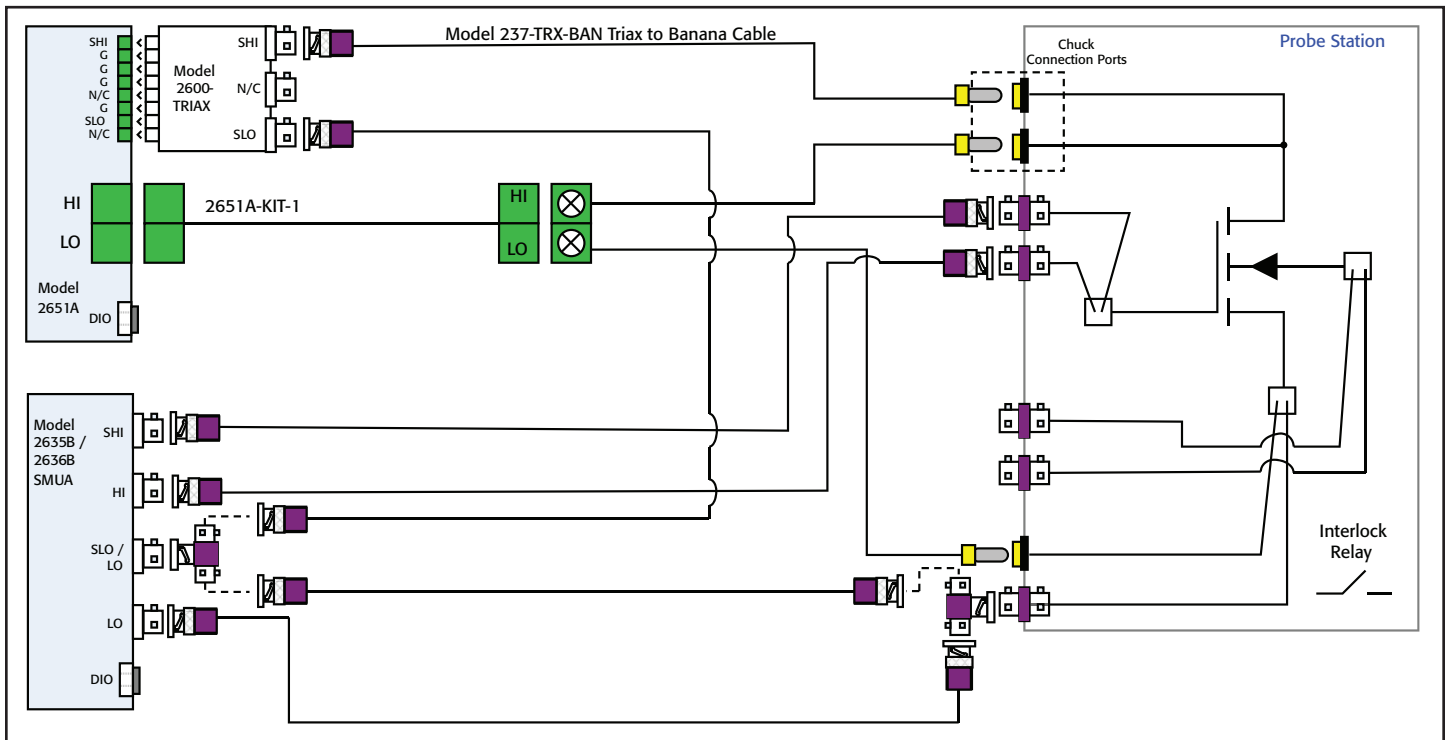 SHI
G
G
G
N/C
G
SLO
N/C
Model
2600-
TRIAX
SHI
N/C
SLO
Model 237-TRX-BAN Triax to Banana Cable
Chuck
Connection Ports
Probe Station
HI
LO
2651A-KIT-1
HI
LO
Model
2651A
DIO
Model
2635B /
2636B
SMUA
SHI
HI
SLO /
LO
LO
DIO
Interlock
Relay